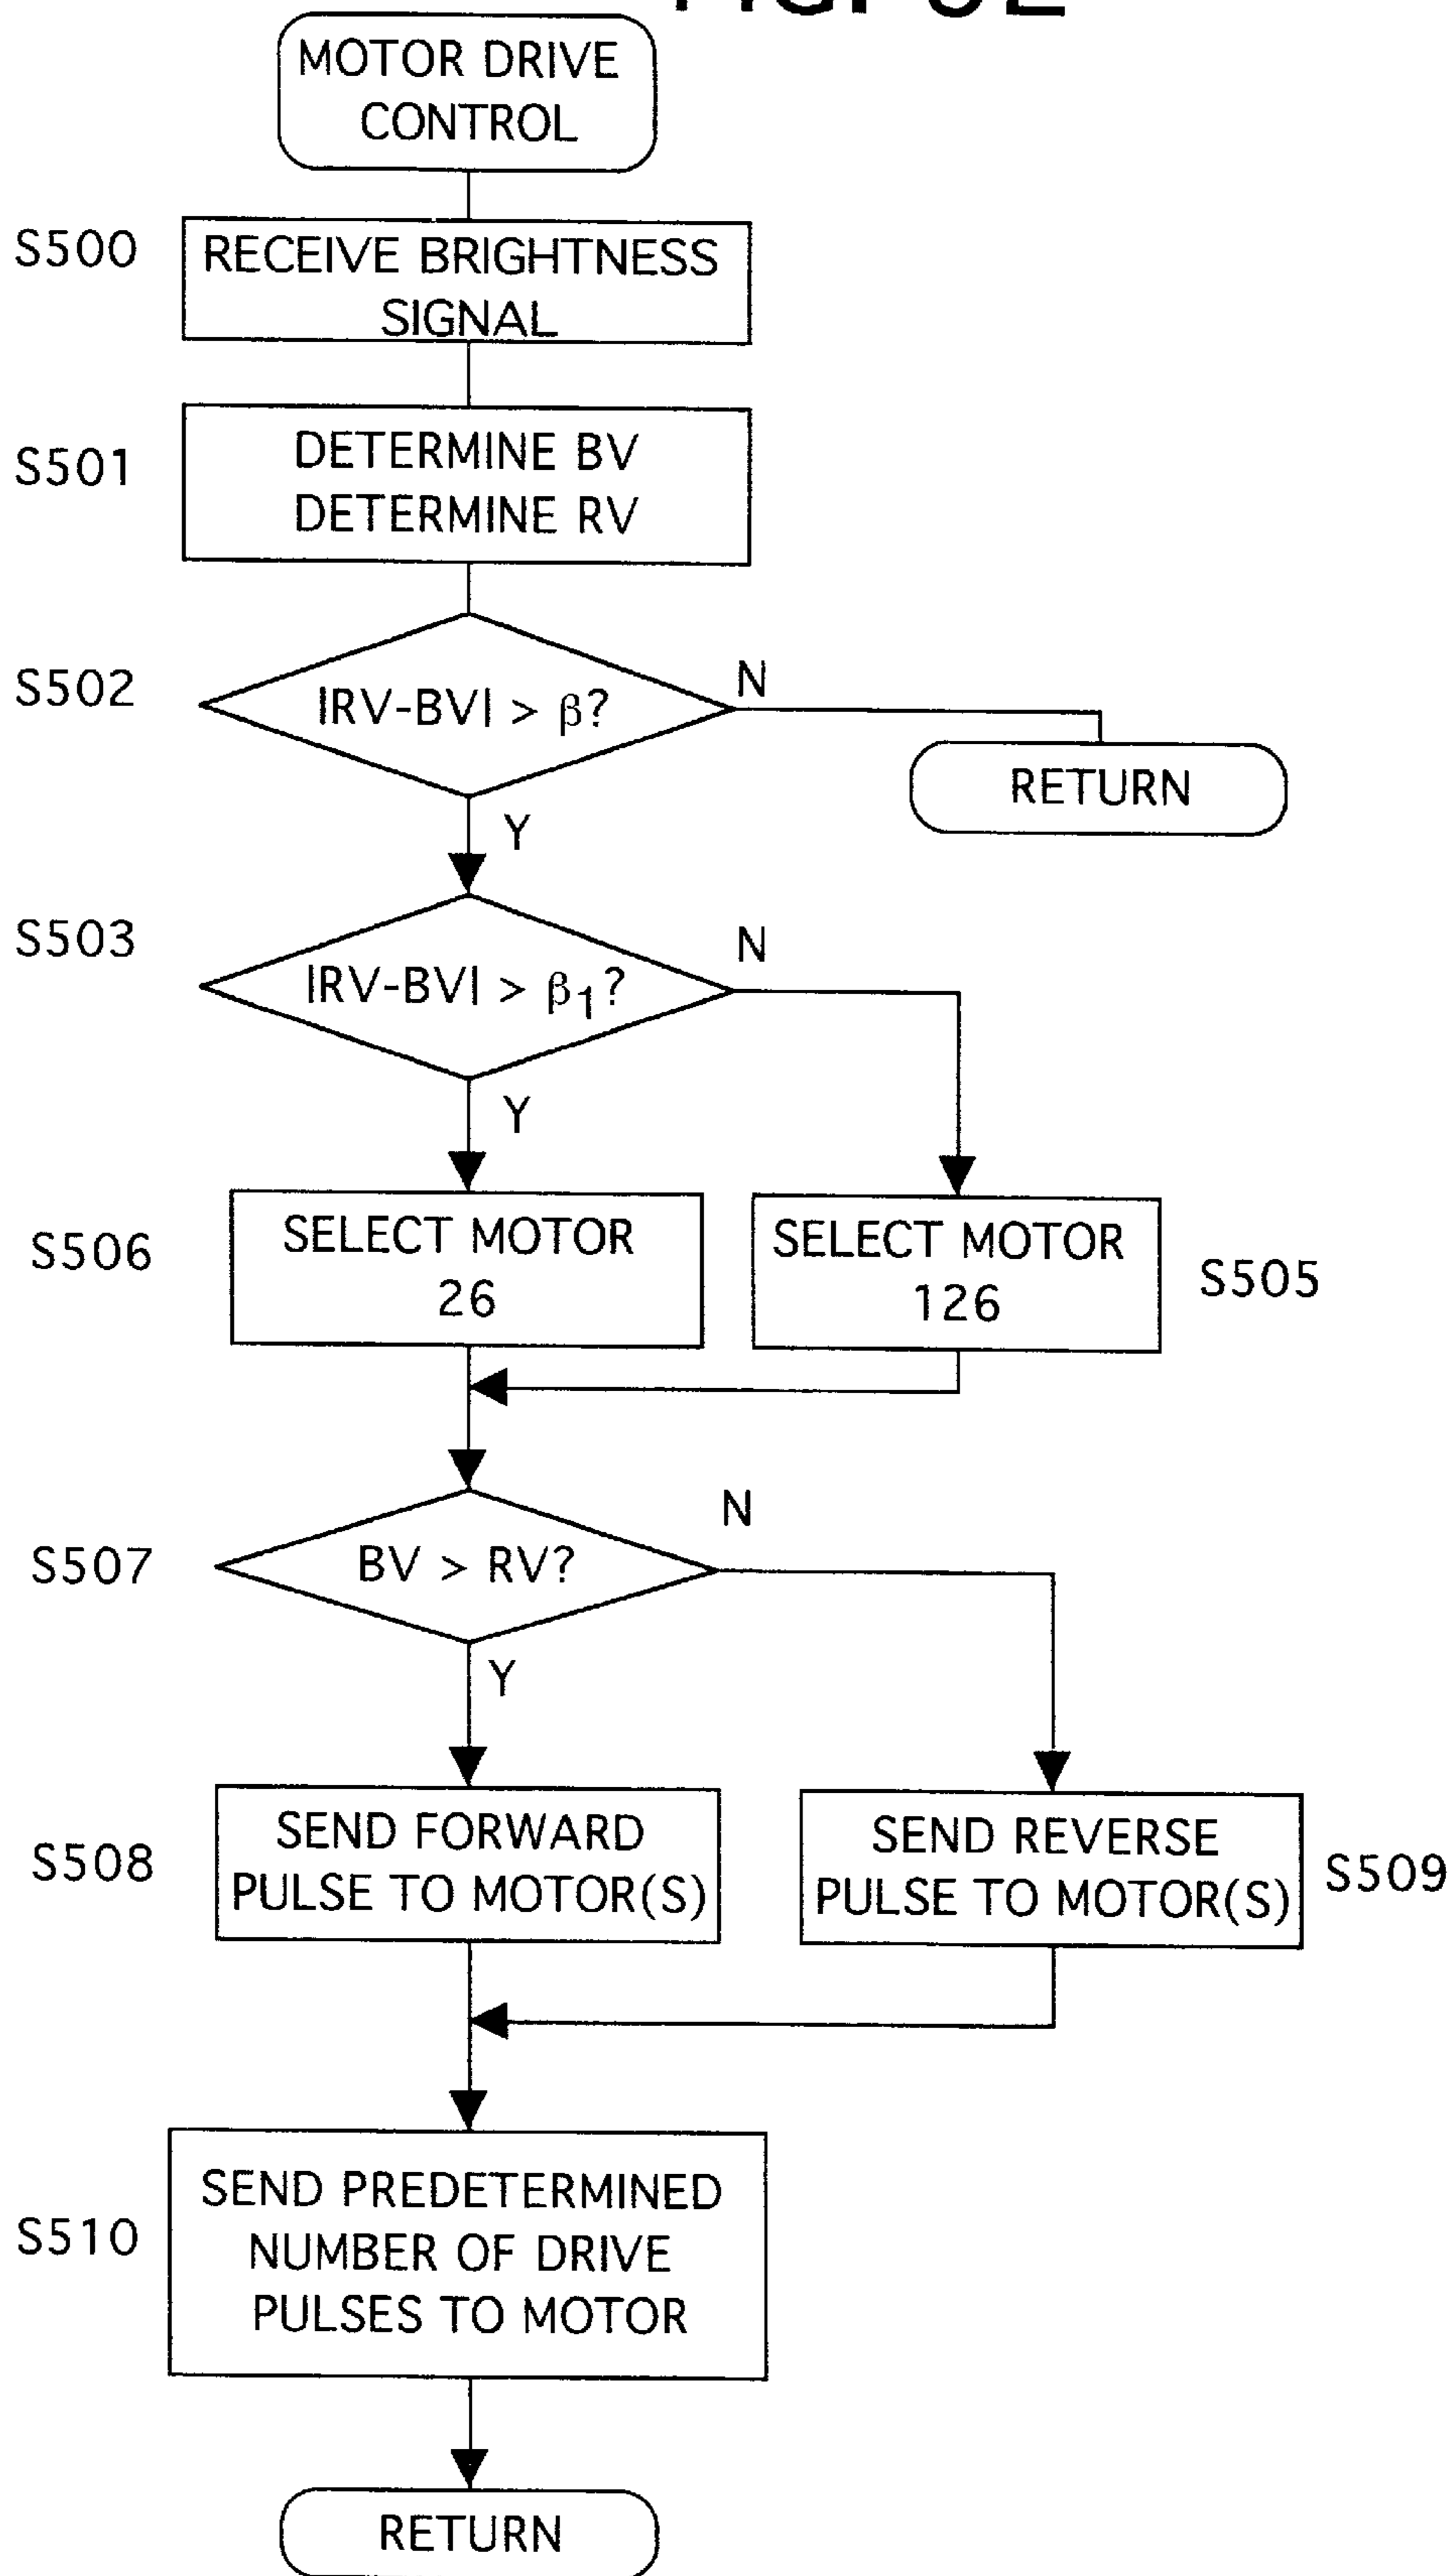 MOTOR DRIVE
CONTROL
S500
RECEIVE BRIGHTNESS
SIGNAL
S501
DETERMINE BV
DETERMINE RV
S502
|RV-BV| > β?
N
RETURN
Y
S503
|RV-BV| > β1?
N
Y
S506
SELECT MOTOR
26
SELECT MOTOR
126
S505
S507
BV > RV?
N
Y
S508
SEND FORWARD
PULSE TO MOTOR(S)
SEND REVERSE
PULSE TO MOTOR(S)
S509
S510
SEND PREDETERMINED
NUMBER OF DRIVE
PULSES TO MOTOR
RETURN